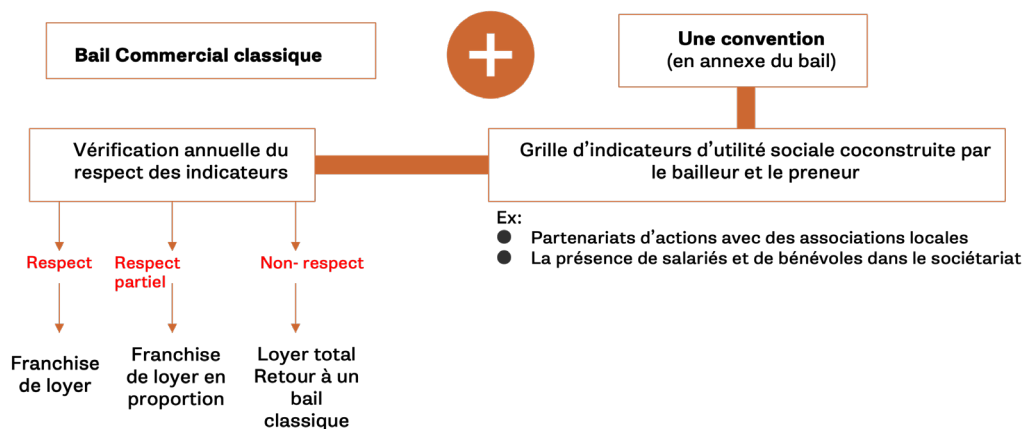 Bail Commercial classique
Une convention
(en annexe du bail)
Vérification annuelle du
respect des indicateurs
Grille d’indicateurs d’utilité sociale coconstruite par
le bailleur et le preneur
Ex:
● Partenariats d’actions avec des associations locales
● La présence de salariés et de bénévoles dans le sociétariat
Respect
Respect
partiel
Non- respect
Franchise
de loyer
Franchise
de loyer en
proportion
Loyer total
Retour à un
bail
classique